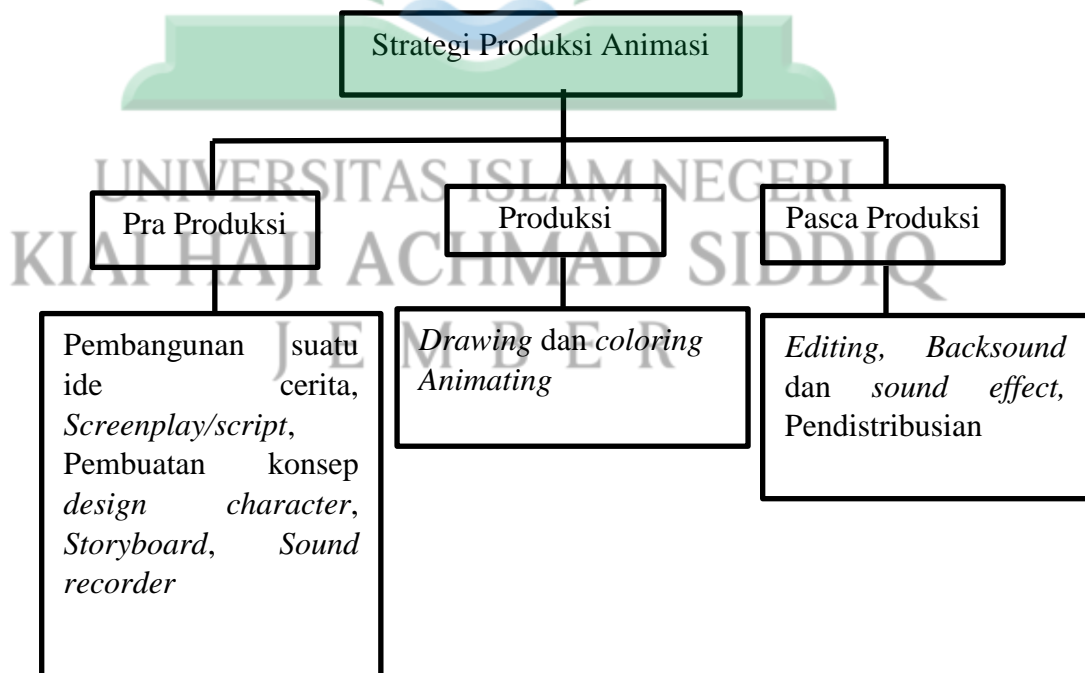 Strategi Produksi Animasi
UNIVERSITAS ISLAM NEGERI
Pra Produksi
Produksi
Pasca Produksi
KIAI HAJI ACHMAD SIDDIQ
J E M B E R
Pembangunan suatu
ide cerita,
Screenplay/script,
Pembuatan konsep
design character,
Storyboard, Sound
recorder
Drawing dan coloring
Animating
Editing, Backsound
dan sound effect,
Pendistribusian